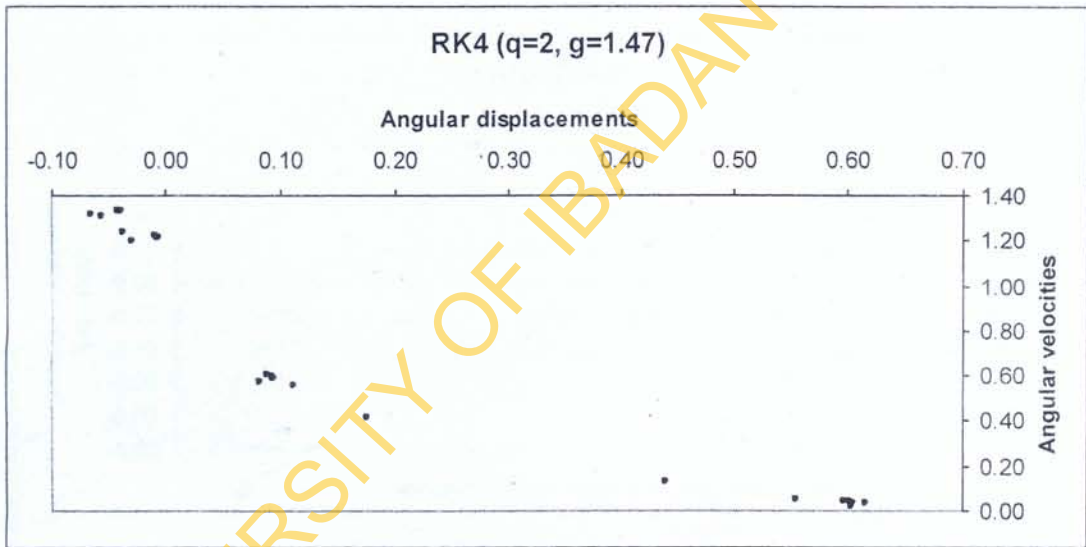 RK4 (q=2, g=1.47)
Angular displacements
-0.10 0.00 0.10 0.20 0.30 0.40 0.50 0.60 0.70
1.40
1.20
1.00
0.80
0.60
0.40
0.20
0.00
Angular velocities
RSITY OF IBADAN